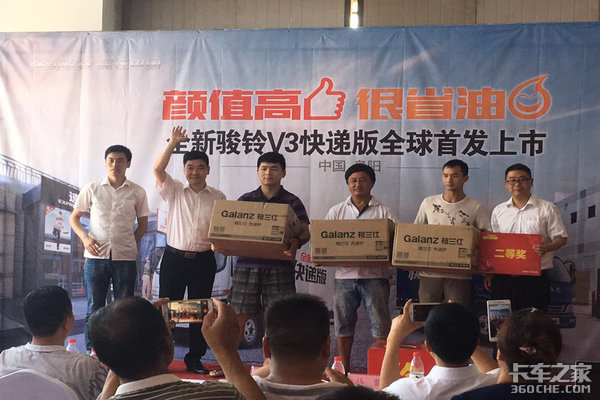 颜值高 很省油
全新骏铃V3快递版全球首发上市
中国
阳
Galanz 格兰仕
Galanz 格兰仕
Galanz 格兰仕
快递版
二等奖
卡车之家
360CHE.COM